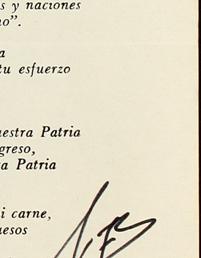 s y naciones
o".
a
tu esfuerzo
estra Patria
greso,
a Patria
i carne,
uesos